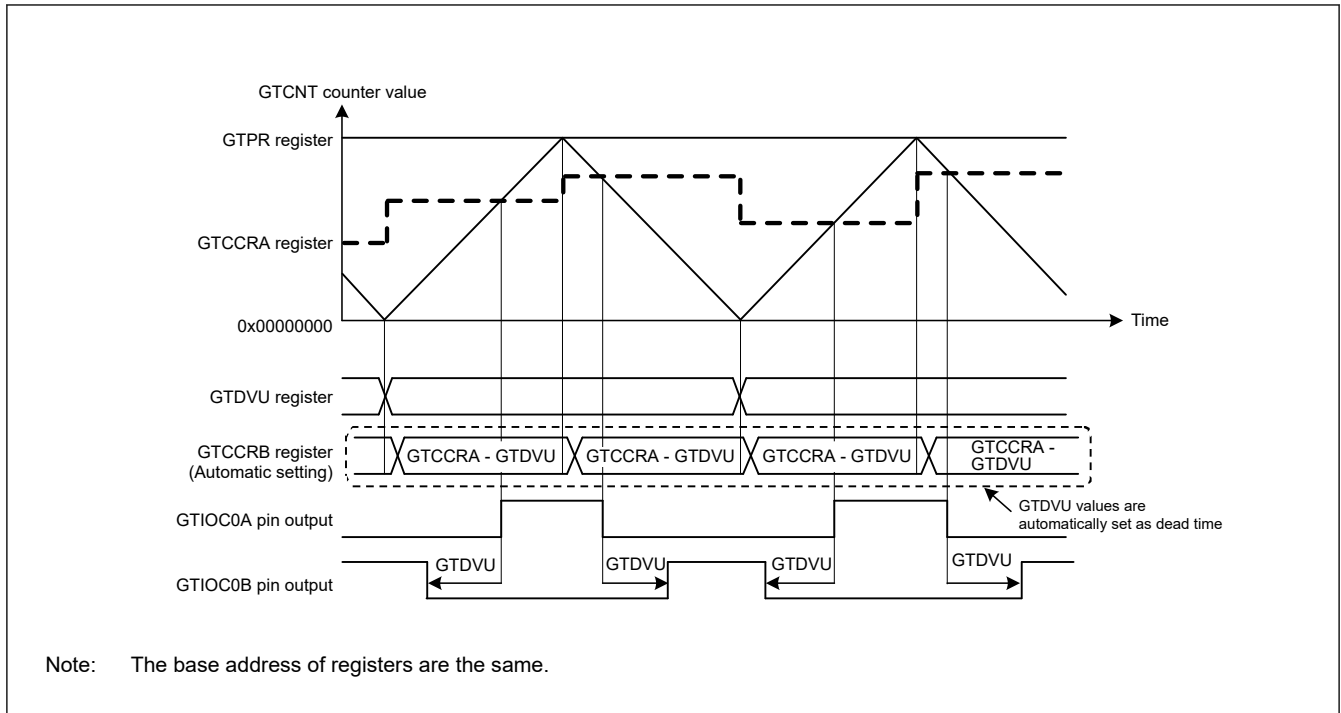 GTCNT counter value
GTPR register
GTCCRA register
0x00000000
Time
GTDVU register
GTCCRB register
(Automatic setting)
GTCCRA - GTDVU
GTCCRA - GTDVU
GTCCRA - GTDVU
GTCCRA -
GTDVU
GTDVU values are
automatically set as dead time
GTIOC0A pin output
GTDVU
GTDVU
GTDVU
GTDVU
GTIOC0B pin output
Note: The base address of registers are the same.